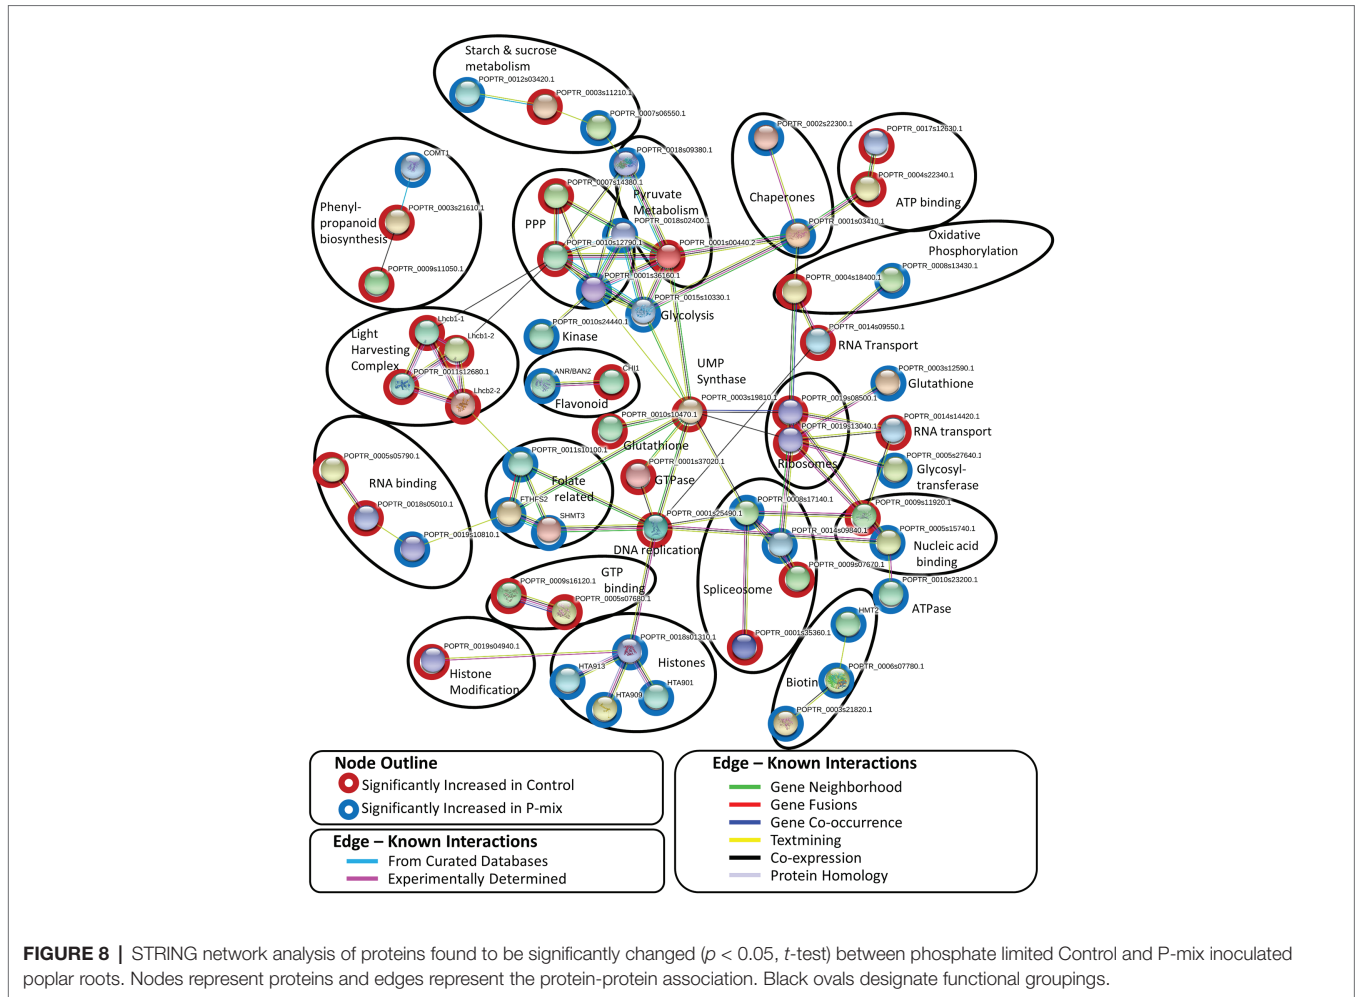 Starch & sucrose
metabolism
POPTR_0012s03420.1
POPTR_0003s11210.1
POPTR_0007s06550.1
POPTR_0018s09380.1
POPTR_0007s14380.1
Pyruvate
Metabolism
PPP
POPTR_0018s02400.1
POPTR_0010s12790.1
POPTR_0001s00440.2
POPTR_0001s36160.1
POPTR_0015s10330.1
Glycolysis
POPTR_0010s24440.1
Kinase
COMT1
Phenyl-
propanoid
biosynthesis
POPTR_0003s21610.1
POPTR_0009s11050.1
POPTR_0002s22300.1
Chaperones
POPTR_0001s03410.1
POPTR_0017s12630.1
POPTR_0004s22340.1
ATP binding
Oxidative
Phosphorylation
POPTR_0004s18400.1
POPTR_0008s13430.1
POPTR_0014s09550.1
RNA Transport
Light
Harvesting
Complex
Lhcb1-1
Lhcb1-2
POPTR_0011s12680.1
Lhcb2-2
ANR/BAN2
CHI1
Flavonoid
UMP
Synthase
POPTR_0003s19810.1
POPTR_0010s10470.1
Glutathione
POPTR_0001s37020.1
GTPase
POPTR_0003s12590.1
Glutathione
POPTR_0019s08500.1
POPTR_0019s13040.1
Ribosomes
POPTR_0014s14420.1
RNA transport
POPTR_0005s27640.1
Glycosyl-
transferase
POPTR_0005s05790.1
RNA binding
POPTR_0018s05010.1
POPTR_0019s10810.1
POPTR_0011s10100.1
Folate
related
FTHFS2
SHMT3
POPTR_0001s25490.1
DNA replication
POPTR_0008s17140.1
POPTR_0014s09840.1
POPTR_0009s07670.1
Spliceosome
POPTR_0001s35360.1
POPTR_0009s11920.1
POPTR_0005s15740.1
Nucleic acid
binding
POPTR_0010s23200.1
ATPase
GTP
binding
POPTR_0009s16120.1
POPTR_0005s07680.1
POPTR_0019s04940.1
Histone
Modification
POPTR_0018s01310.1
Histones
HTA913
HTA909
HTA901
HMT2
POPTR_0006s07780.1
Biotin
POPTR_0003s21820.1
Node Outline
Significantly Increased in Control
Significantly Increased in P-mix
Edge – Known Interactions
From Curated Databases
Experimentally Determined
Edge – Known Interactions
Gene Neighborhood
Gene Fusions
Gene Co-occurrence
Textmining
Co-expression
Protein Homology
FIGURE 8 | STRING network analysis of proteins found to be significantly changed (p < 0.05, t-test) between phosphate limited Control and P-mix inoculated
poplar roots. Nodes represent proteins and edges represent the protein-protein association. Black ovals designate functional groupings.